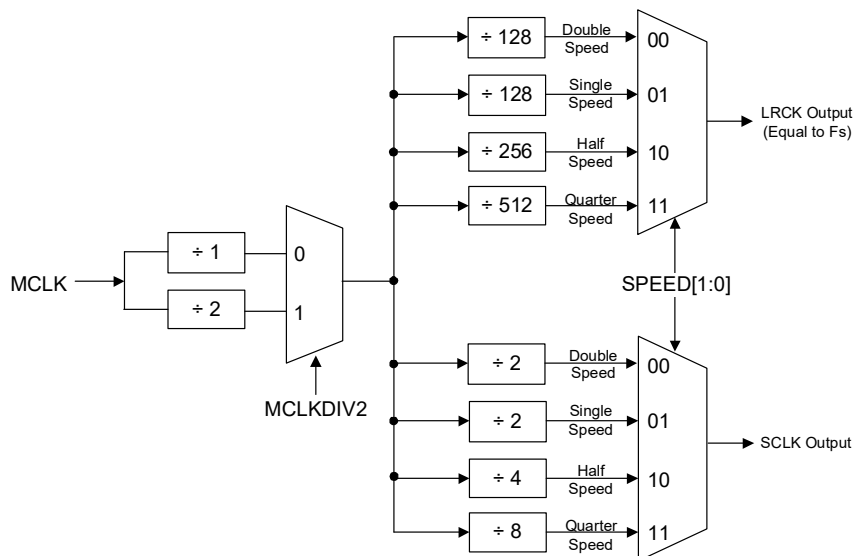 ÷ 128
Double
Speed
00
÷ 128
Single
Speed
01
÷ 256
Half
Speed
10
÷ 512
Quarter
Speed
11
LRCK Output
(Equal to Fs)
MCLK
÷ 1
÷ 2
0
1
MCLKDIV2
SPEED[1:0]
÷ 2
Double
Speed
00
÷ 2
Single
Speed
01
÷ 4
Half
Speed
10
÷ 8
Quarter
Speed
11
SCLK Output